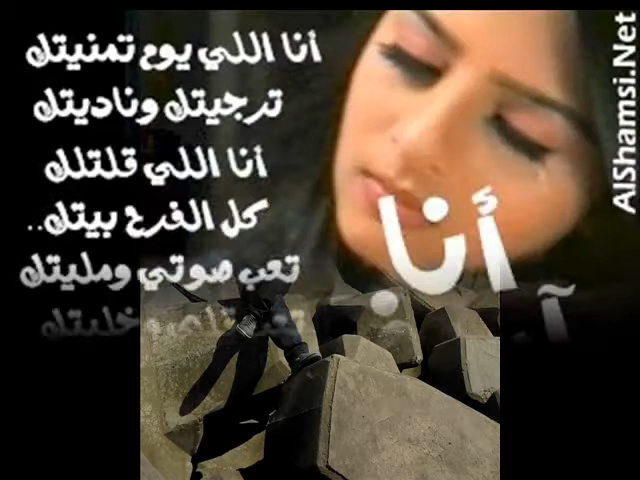 أنا اللي يوم تمنيتك
ترجيتك وناديتك
أنا اللي قلتلك
كل الفرح بيتك..
تعب صوتي ومليتك
أنا
AlShamsi.Net